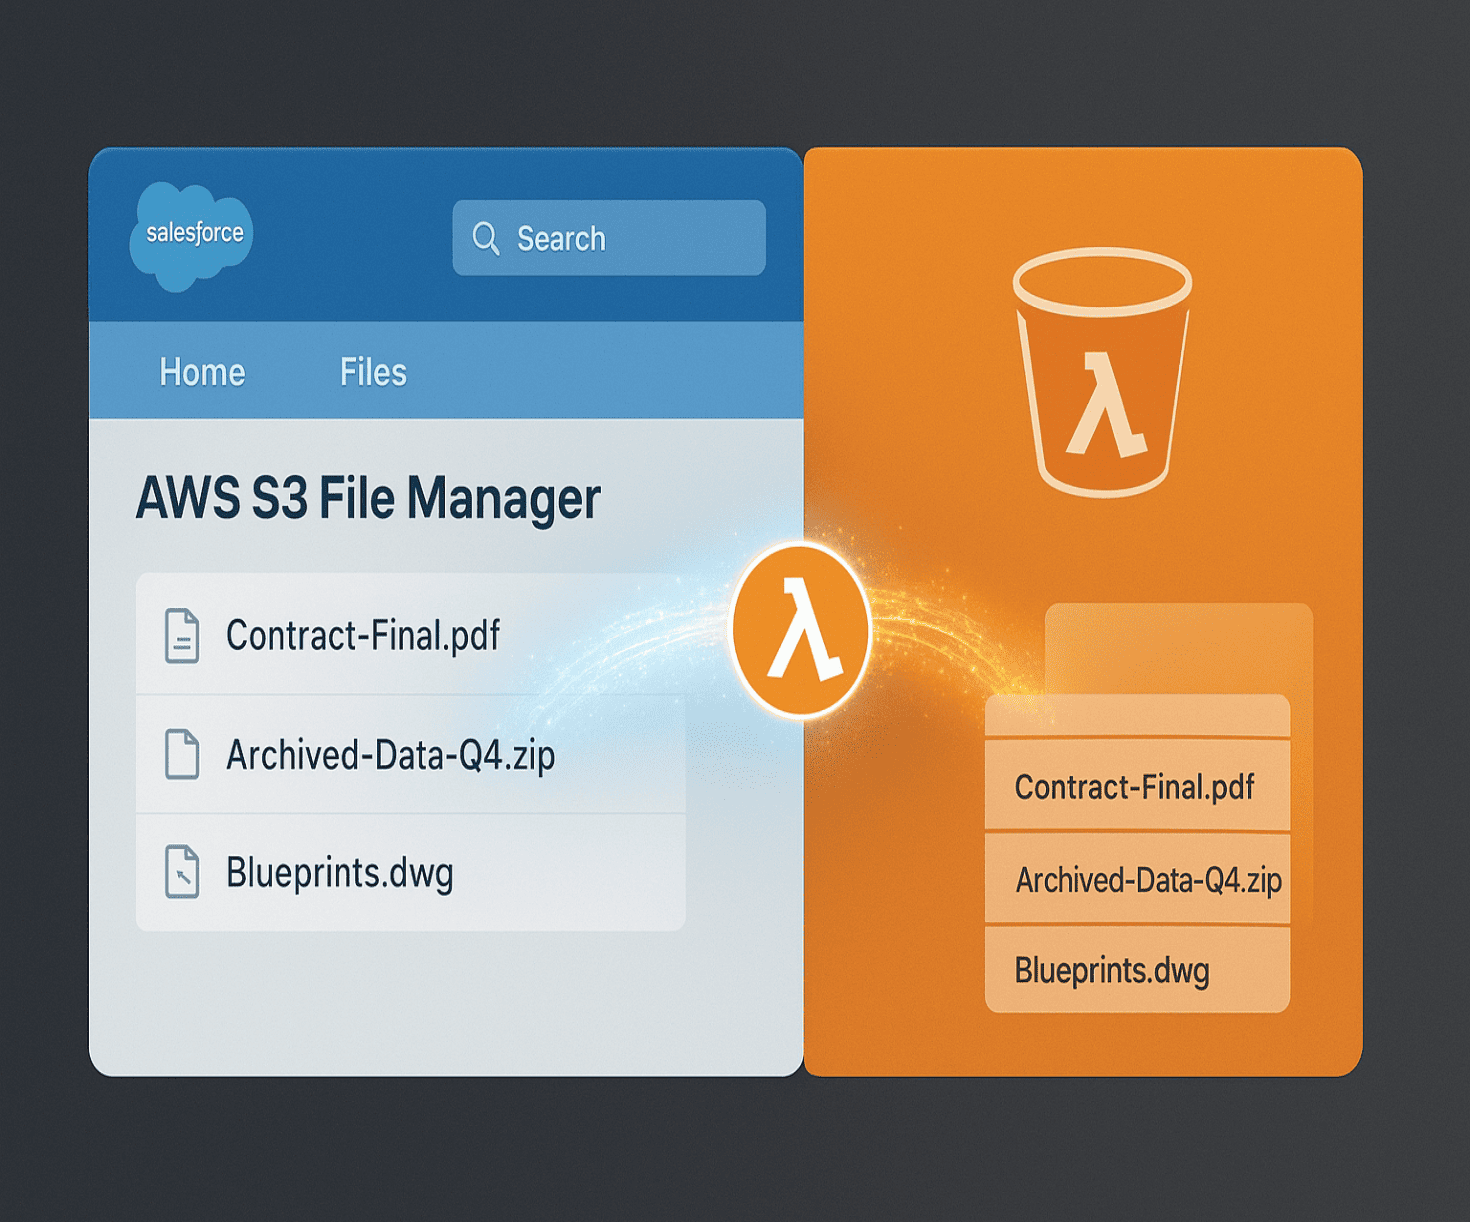 salesforce
Search
Home
Files
AWS S3 File Manager
Contract-Final.pdf
Archived-Data-Q4.zip
Blueprints.dwg
λ
λ
Contract-Final.pdf
Archived-Data-Q4.zip
Blueprints.dwg